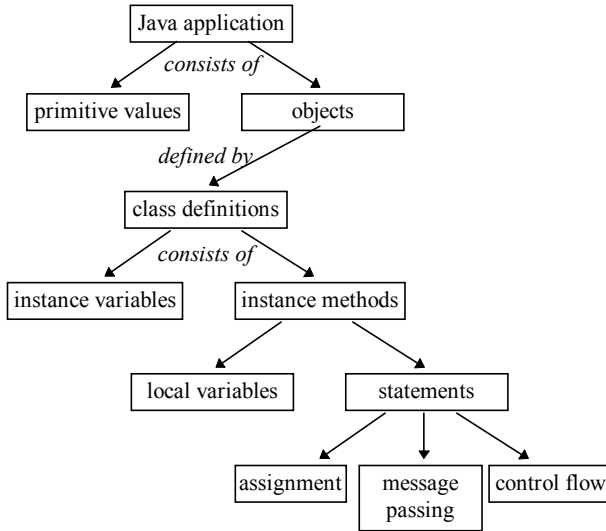 Java application
consists of
primitive values
objects
defined by
class definitions
consists of
instance variables
instance methods
local variables
statements
assignment
message
passing
control flow